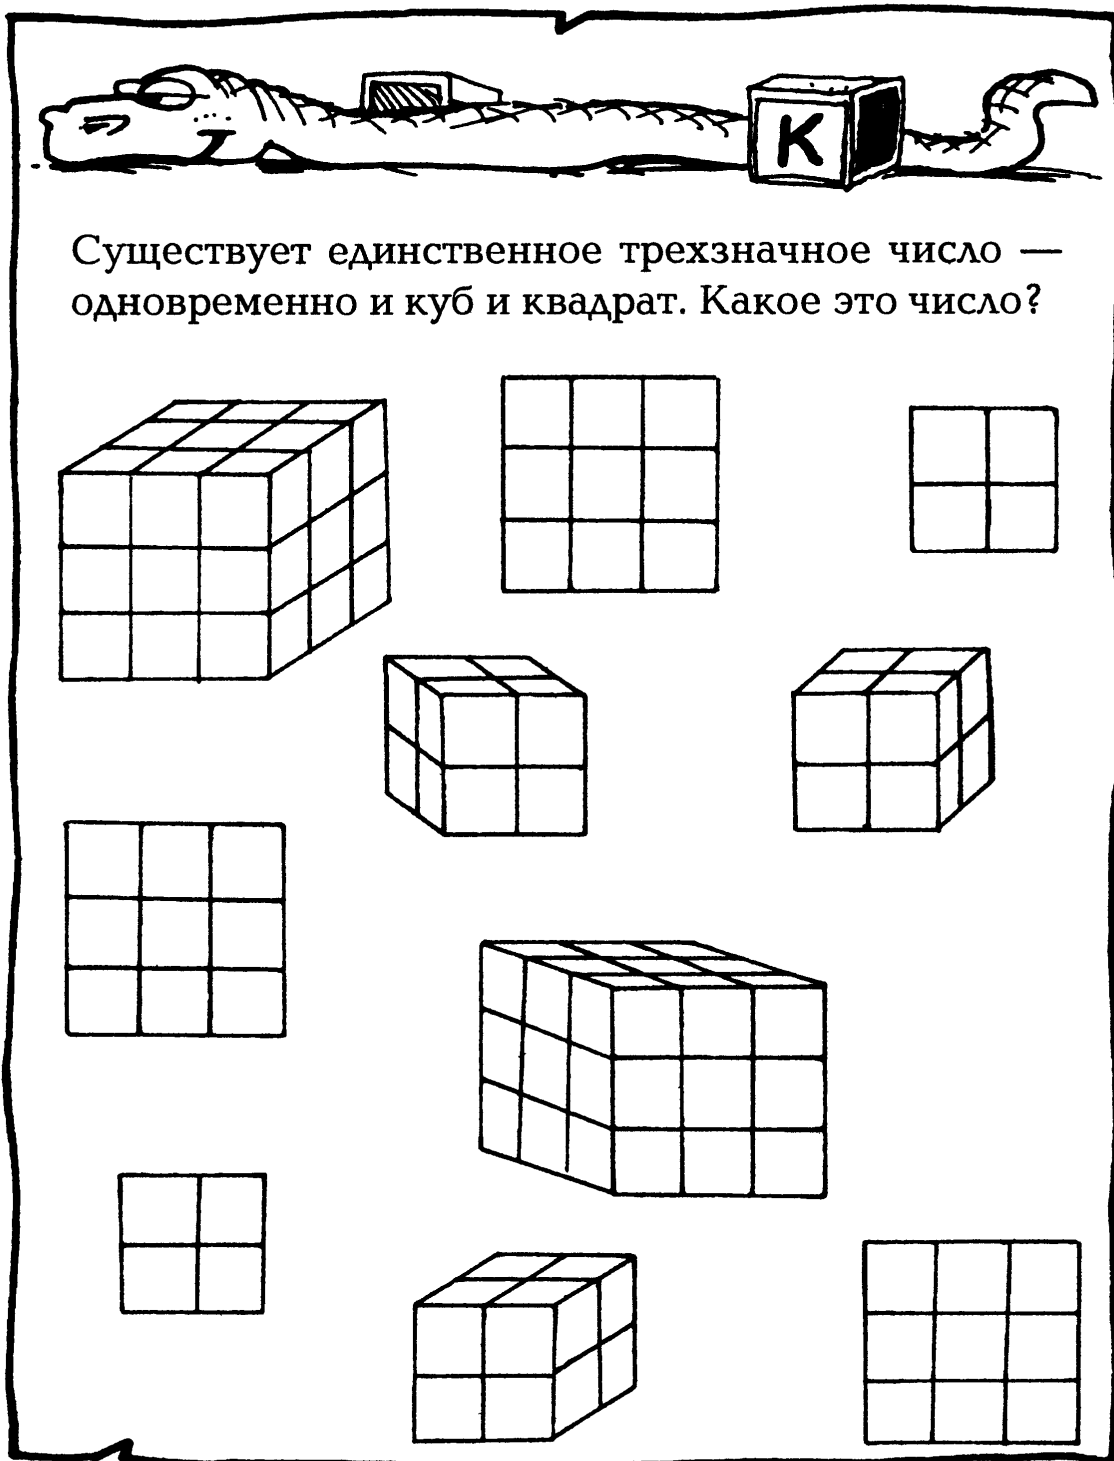 К
Существует единственное трехзначное число —
одновременно и куб и квадрат. Какое это число?